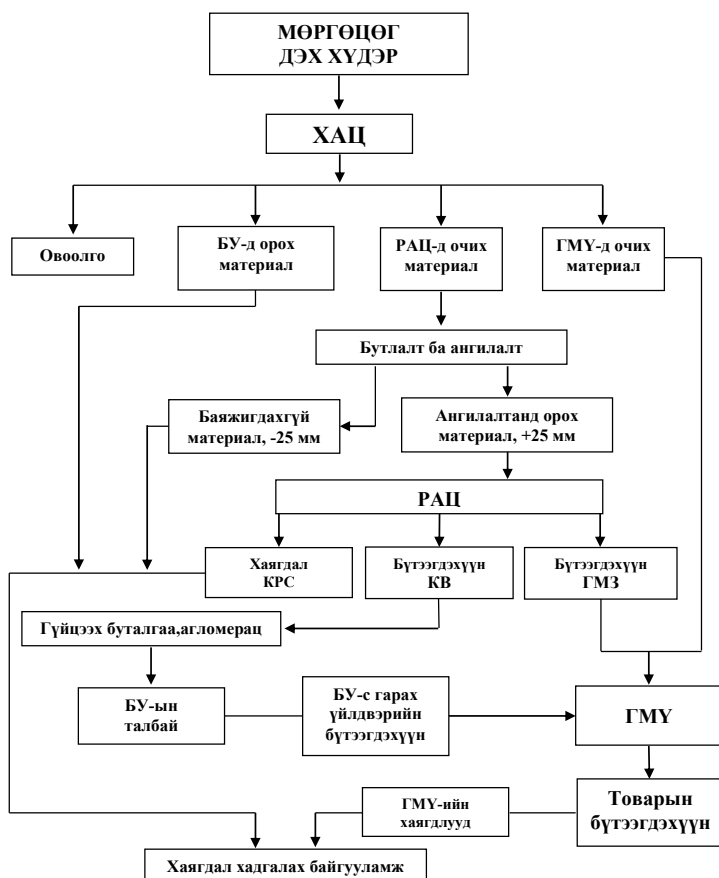 МӨРГӨЦӨГ
ДЭХ ХҮДЭР
ХАЦ
Овоолго
БУ-д орох
материал
РАЦ-д очих
материал
ГМҮ-д очих
материал
Бутлалт ба ангилалт
Баяжигдахгүй
материал, -25 мм
Ангилалтанд орох
материал, +25 мм
РАЦ
Хаягдал
КРС
Бүтээгдэхүүн
КВ
Бүтээгдэхүүн
ГМЗ
Гүйцээх буталгаа,агломерац
БУ-ын
талбай
БУ-с гарах
үйлдвэрийн
бүтээгдэхүүн
ГМҮ
ГМҮ-ийн
хаягдлууд
Товарын
бүтээгдэхүүн
Хаягдал хадгалах байгууламж